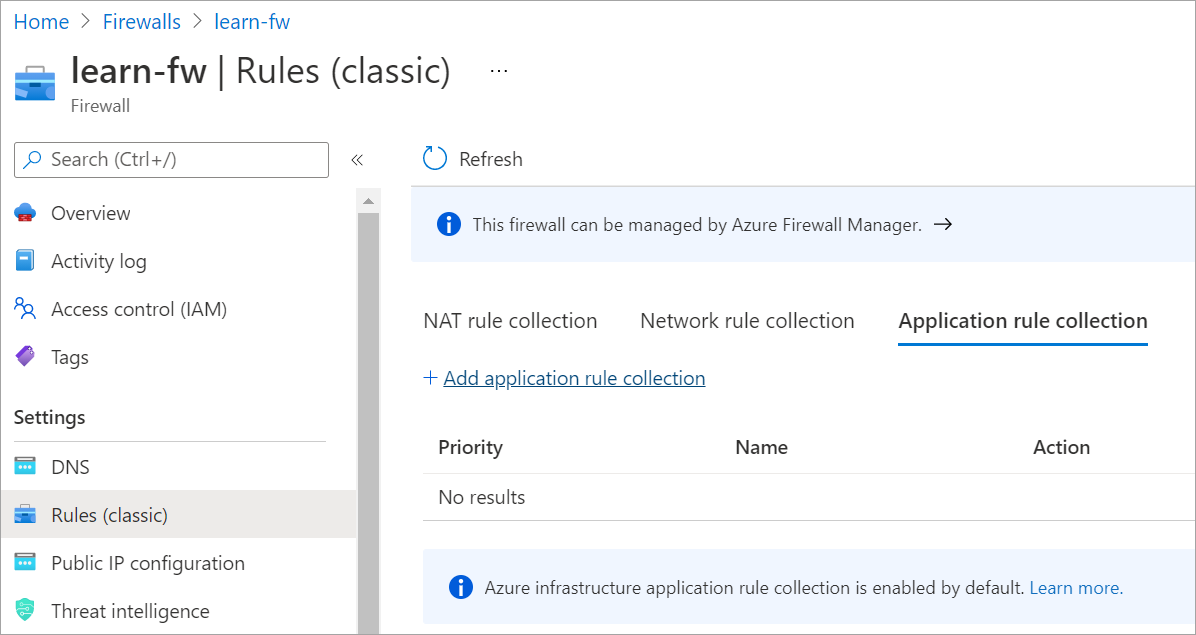 Home > Firewalls > learn-fw
learn-fw | Rules (classic) ...
Firewall
Search (Ctrl+/)
«
Overview
Activity log
Access control (IAM)
Tags
Settings
DNS
Rules (classic)
Public IP configuration
Threat intelligence
Refresh
This firewall can be managed by Azure Firewall Manager. →
NAT rule collection Network rule collection Application rule collection
+ Add application rule collection
Priority Name Action
No results
Azure infrastructure application rule collection is enabled by default. Learn more.